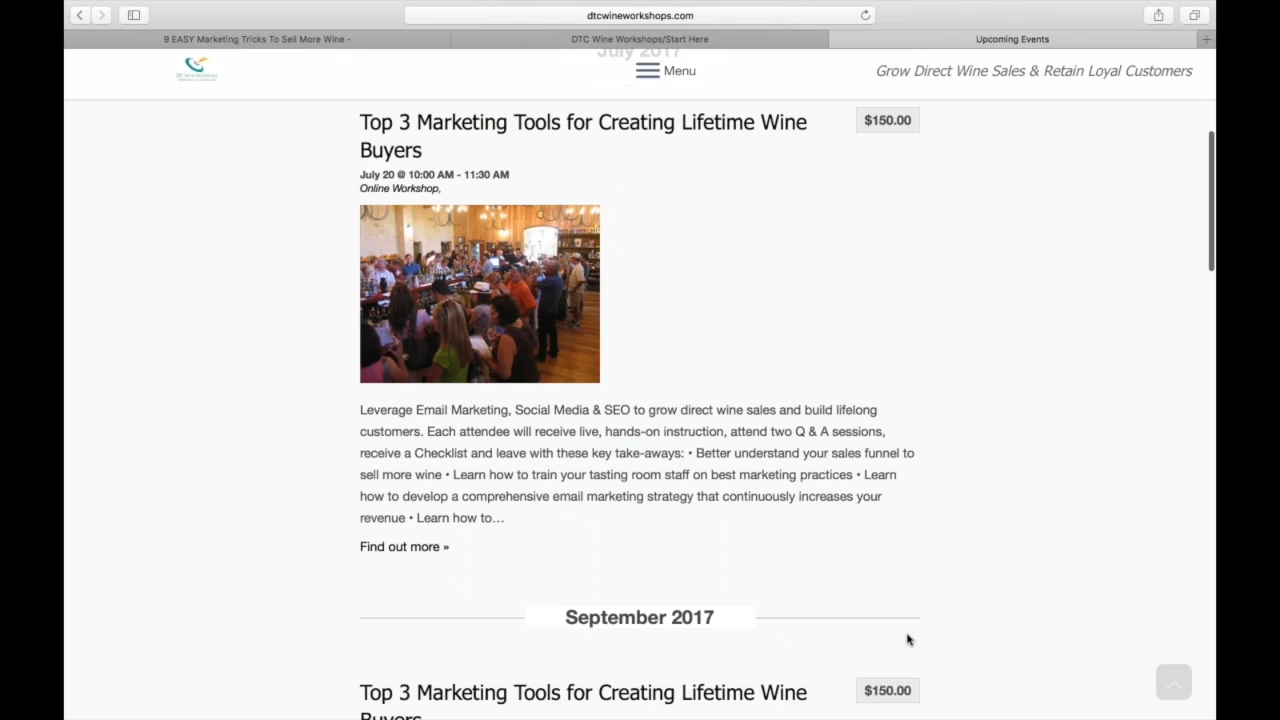 dtcwineworkshops.com
9 EASY Marketing Tricks To Sell More Wine -
DTC Wine Workshops/Start Here
Upcoming Events
July 2017
DTC Wine Workshops
Menu
Grow Direct Wine Sales & Retain Loyal Customers
Top 3 Marketing Tools for Creating Lifetime Wine
Buyers
$150.00
July 20 @ 10:00 AM - 11:30 AM
Online Workshop,
Leverage Email Marketing, Social Media & SEO to grow direct wine sales and build lifelong
customers. Each attendee will receive live, hands-on instruction, attend two Q & A sessions,
receive a Checklist and leave with these key take-aways: • Better understand your sales funnel to
sell more wine • Learn how to train your tasting room staff on best marketing practices • Learn
how to develop a comprehensive email marketing strategy that continuously increases your
revenue • Learn how to…
Find out more »
September 2017
Top 3 Marketing Tools for Creating Lifetime Wine
Buyers
$150.00